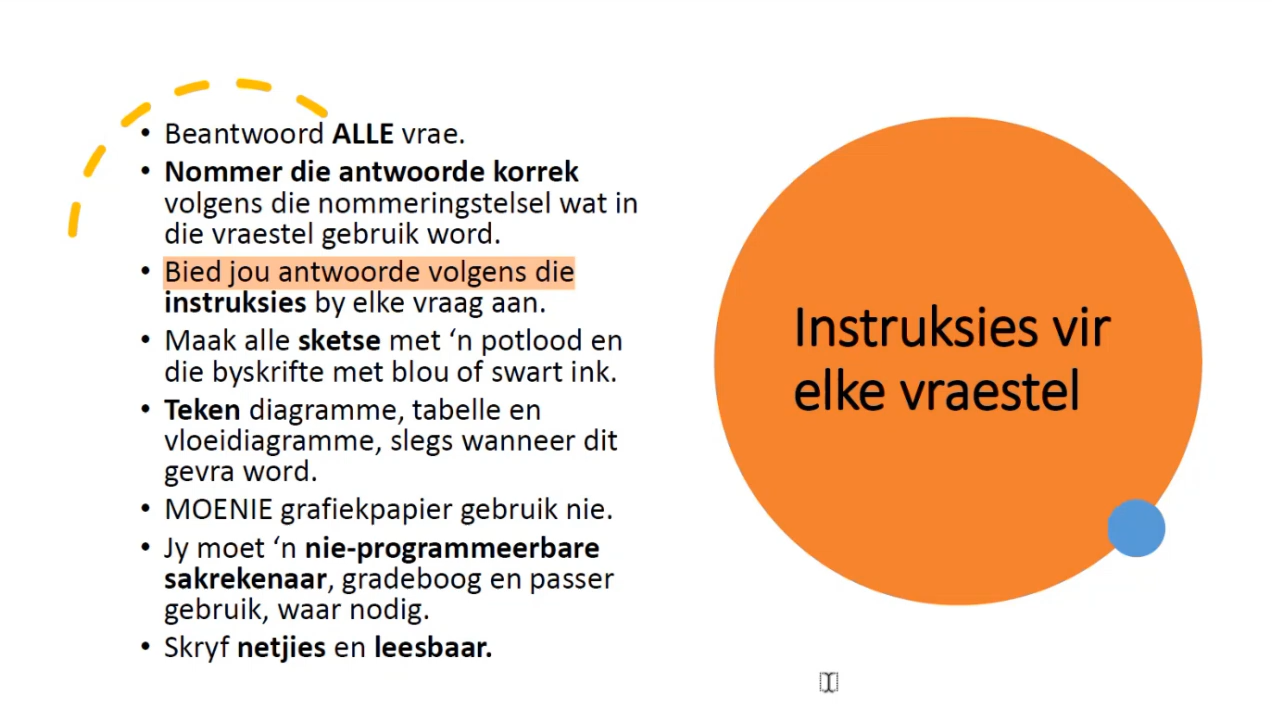 • Beantwoord ALLE vrae.
• Nommer die antwoorde korrek
volgens die nommeringstelsel wat in
die vraestel gebruik word.
• Bied jou antwoorde volgens die
instruksies by elke vraag aan.
• Maak alle sketse met ‘n potlood en
die byskrifte met blou of swart ink.
• Teken diagramme, tabelle en
vloeidiagramme, slegs wanneer dit
gevra word.
• MOENIE grafiekpapier gebruik nie.
• Jy moet ‘n nie-programmeerbare
sakrekenaar, gradeboog en passer
gebruik, waar nodig.
• Skryf netjies en leesbaar.
Instruksies vir
elke vraestel